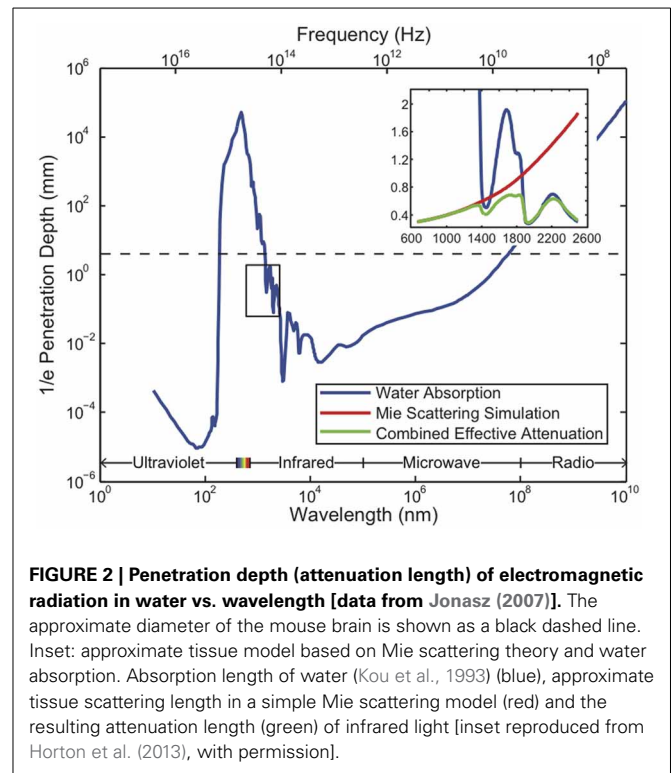 Frequency (Hz)
10^16 10^14 10^12 10^10 10^8
10^6
10^4
10^2
10^0
10^-2
10^-4
10^-6
1/e Penetration Depth (mm)
2
1.6
1.2
0.8
0.4
600 1000 1400 1800 2200 2600
Water Absorption
Mie Scattering Simulation
Combined Effective Attenuation
Ultraviolet Infrared Microwave Radio
10^0 10^2 10^4 10^6 10^8 10^10
Wavelength (nm)
FIGURE 2 | Penetration depth (attenuation length) of electromagnetic
radiation in water vs. wavelength [data from Jonasz (2007)]. The
approximate diameter of the mouse brain is shown as a black dashed line.
Inset: approximate tissue model based on Mie scattering theory and water
absorption. Absorption length of water (Kou et al., 1993) (blue), approximate
tissue scattering length in a simple Mie scattering model (red) and the
resulting attenuation length (green) of infrared light [inset reproduced from
Horton et al. (2013), with permission].